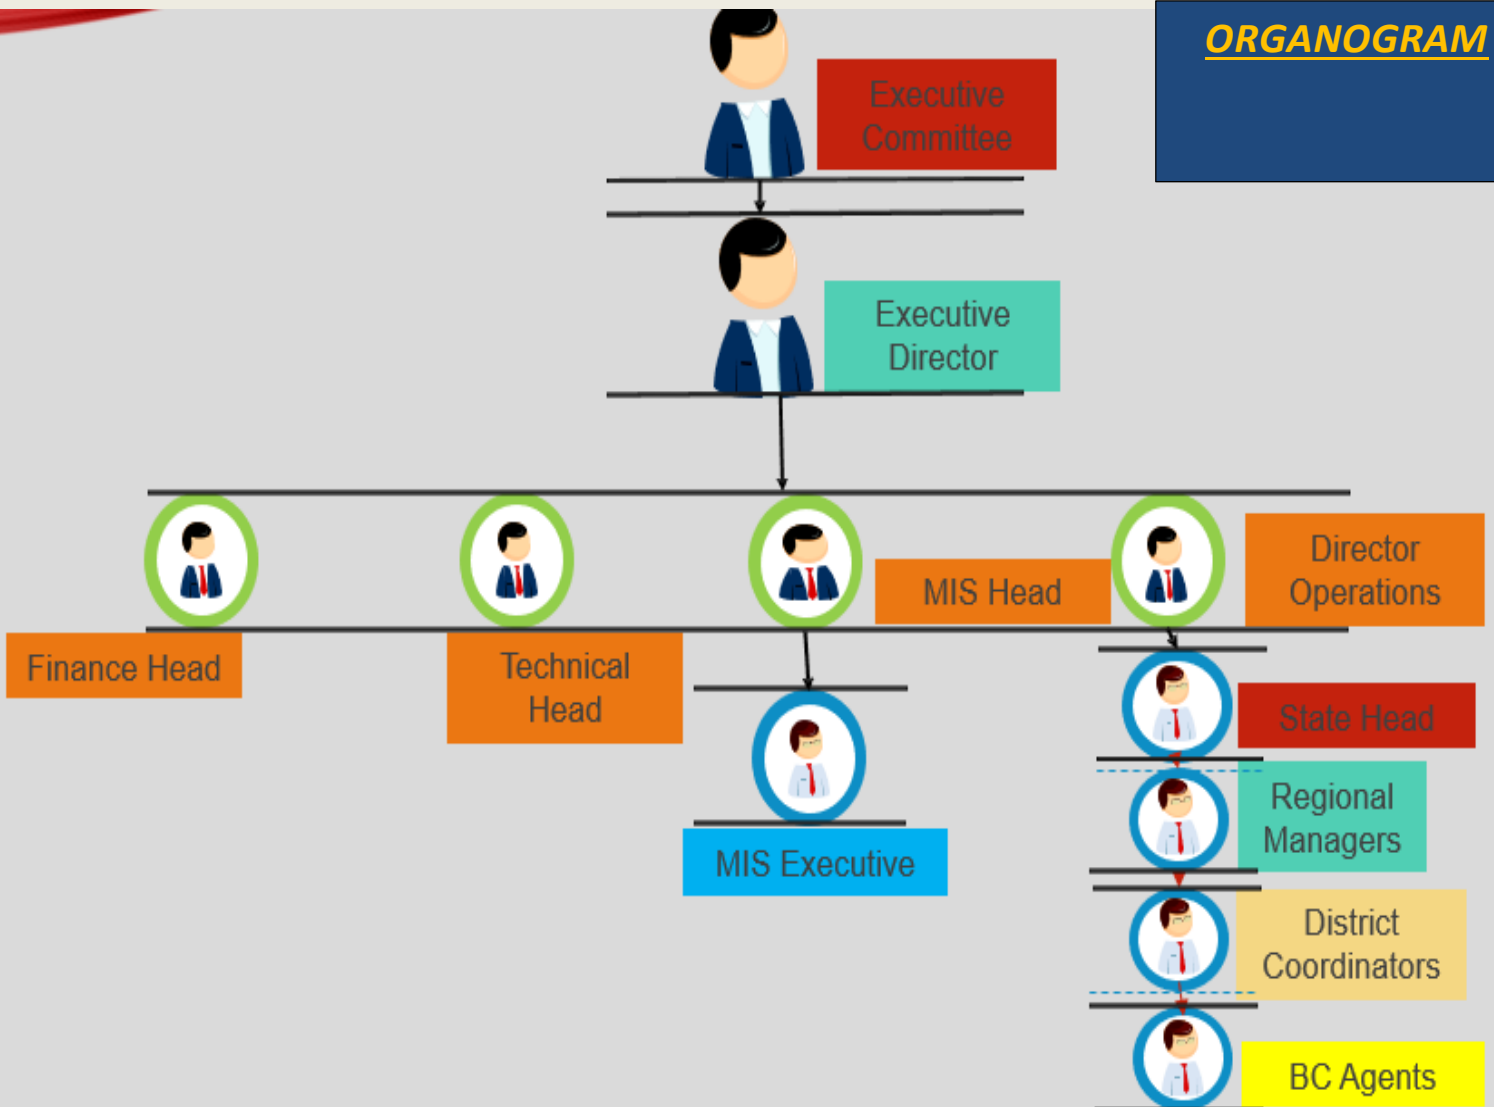 ORGANOGRAM
Executive
Committee
Executive
Director
Director
Operations
MIS Head
Finance Head
Technical
Head
State Head
Regional
Managers
MIS Executive
District
Coordinators
BC Agents